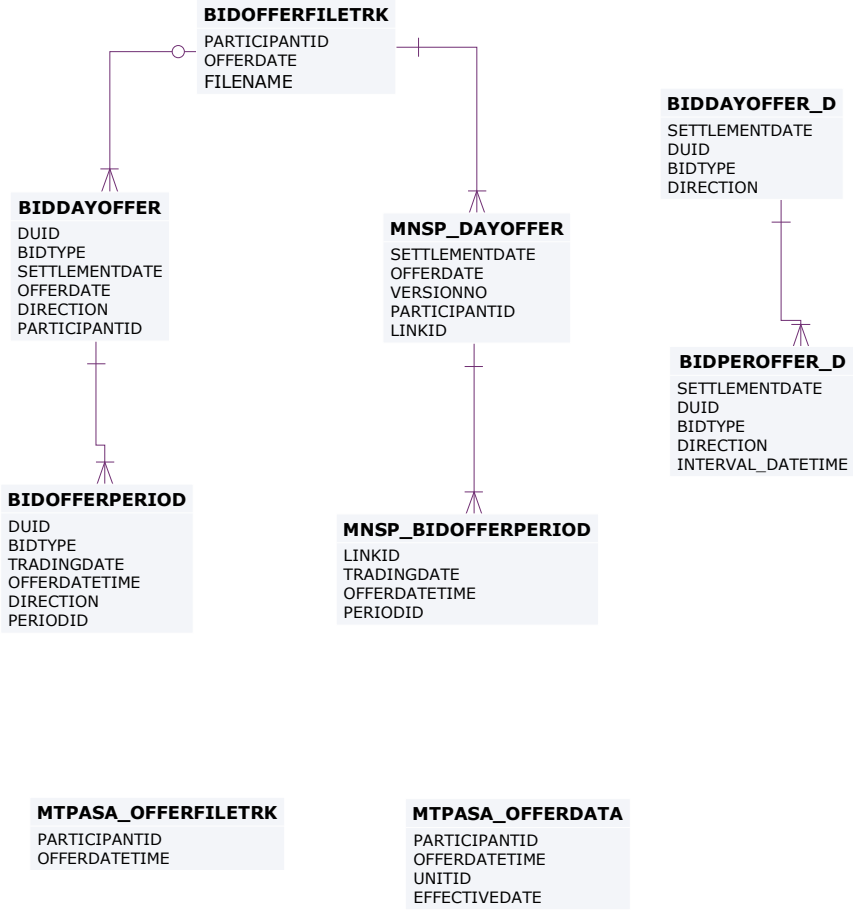 BIDOFFERFILETRK
PARTICIPANTID
OFFERDATE
FILENAME
BIDDAYOFFER_D
SETTLEMENTDATE
DUID
BIDTYPE
DIRECTION
BIDDAYOFFER
DUID
BIDTYPE
SETTLEMENTDATE
OFFERDATE
DIRECTION
PARTICIPANTID
MNSP_DAYOFFER
SETTLEMENTDATE
OFFERDATE
VERSIONNO
PARTICIPANTID
LINKID
BIDPEROFFER_D
SETTLEMENTDATE
DUID
BIDTYPE
DIRECTION
INTERVAL_DATETIME
BIDOFFERPERIOD
DUID
BIDTYPE
TRADINGDATE
OFFERDATETIME
DIRECTION
PERIODID
MNSP_BIDOFFERPERIOD
LINKID
TRADINGDATE
OFFERDATETIME
PERIODID
MTPASA_OFFERFILETRK
PARTICIPANTID
OFFERDATETIME
MTPASA_OFFERDATA
PARTICIPANTID
OFFERDATETIME
UNITID
EFFECTIVEDATE